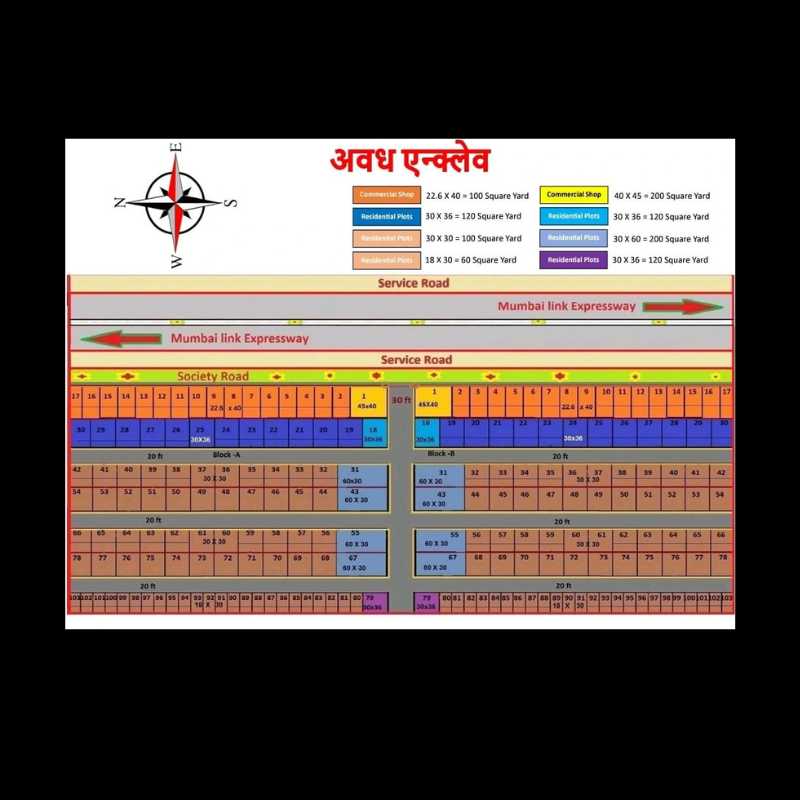 E
N
S
W
अवध एन्क्लेव
Commercial Shop 22.6 X 40 = 100 Square Yard Commercial Shop 40 X 45 = 200 Square Yard
Residential Plots 30 X 36 = 120 Square Yard Residential Plots 30 X 36 = 120 Square Yard
Residential Plots 30 X 30 = 100 Square Yard Residential Plots 30 X 60 = 200 Square Yard
Residential Plots 18 X 30 = 60 Square Yard Residential Plots 30 X 36 = 120 Square Yard
Service Road
Mumbai link Expressway
Mumbai link Expressway
Service Road
Society Road
17 16 15 14 13 12 11 10 9 8 7 6 5 4 3 2 1 30 ft 1 2 3 4 5 6 7 8 9 10 11 12 13 14 15 16 17
22.6 x 40 45x40 45X40 22.6 x 40
30 29 28 27 26 25 24 23 22 21 20 19 18 18 19 20 21 22 23 24 25 26 27 28 29 30
30X36 30x36 30x36 30x36
20 ft Block -A Block -B 20 ft
42 41 40 39 38 37 36 35 34 33 32 31 31 32 33 34 35 36 37 38 39 40 41 42
30 X 30 60x30 60 X 30 30 X 30
54 53 52 51 50 49 48 47 46 45 44 43 43 44 45 46 47 48 49 50 51 52 53 54
60 X 30 60 X 30
20 ft 20 ft
66 65 64 63 62 61 60 59 58 57 56 55 55 56 57 58 59 60 61 62 63 64 65 66
30 X 30 60 X 30 60 X 30 30 X 30
78 77 76 75 74 73 72 71 70 69 68 67 67 68 69 70 71 72 73 74 75 76 77 78
60 X 30 60 X 30
20 ft 20 ft
103 102 101 100 99 98 97 96 95 94 93 92 91 90 89 88 87 86 85 84 83 82 81 80 79 79 80 81 82 83 84 85 86 87 88 89 90 91 92 93 94 95 96 97 98 99 100 101 102 103
18 X 30 30x36 30x36 18 X 30